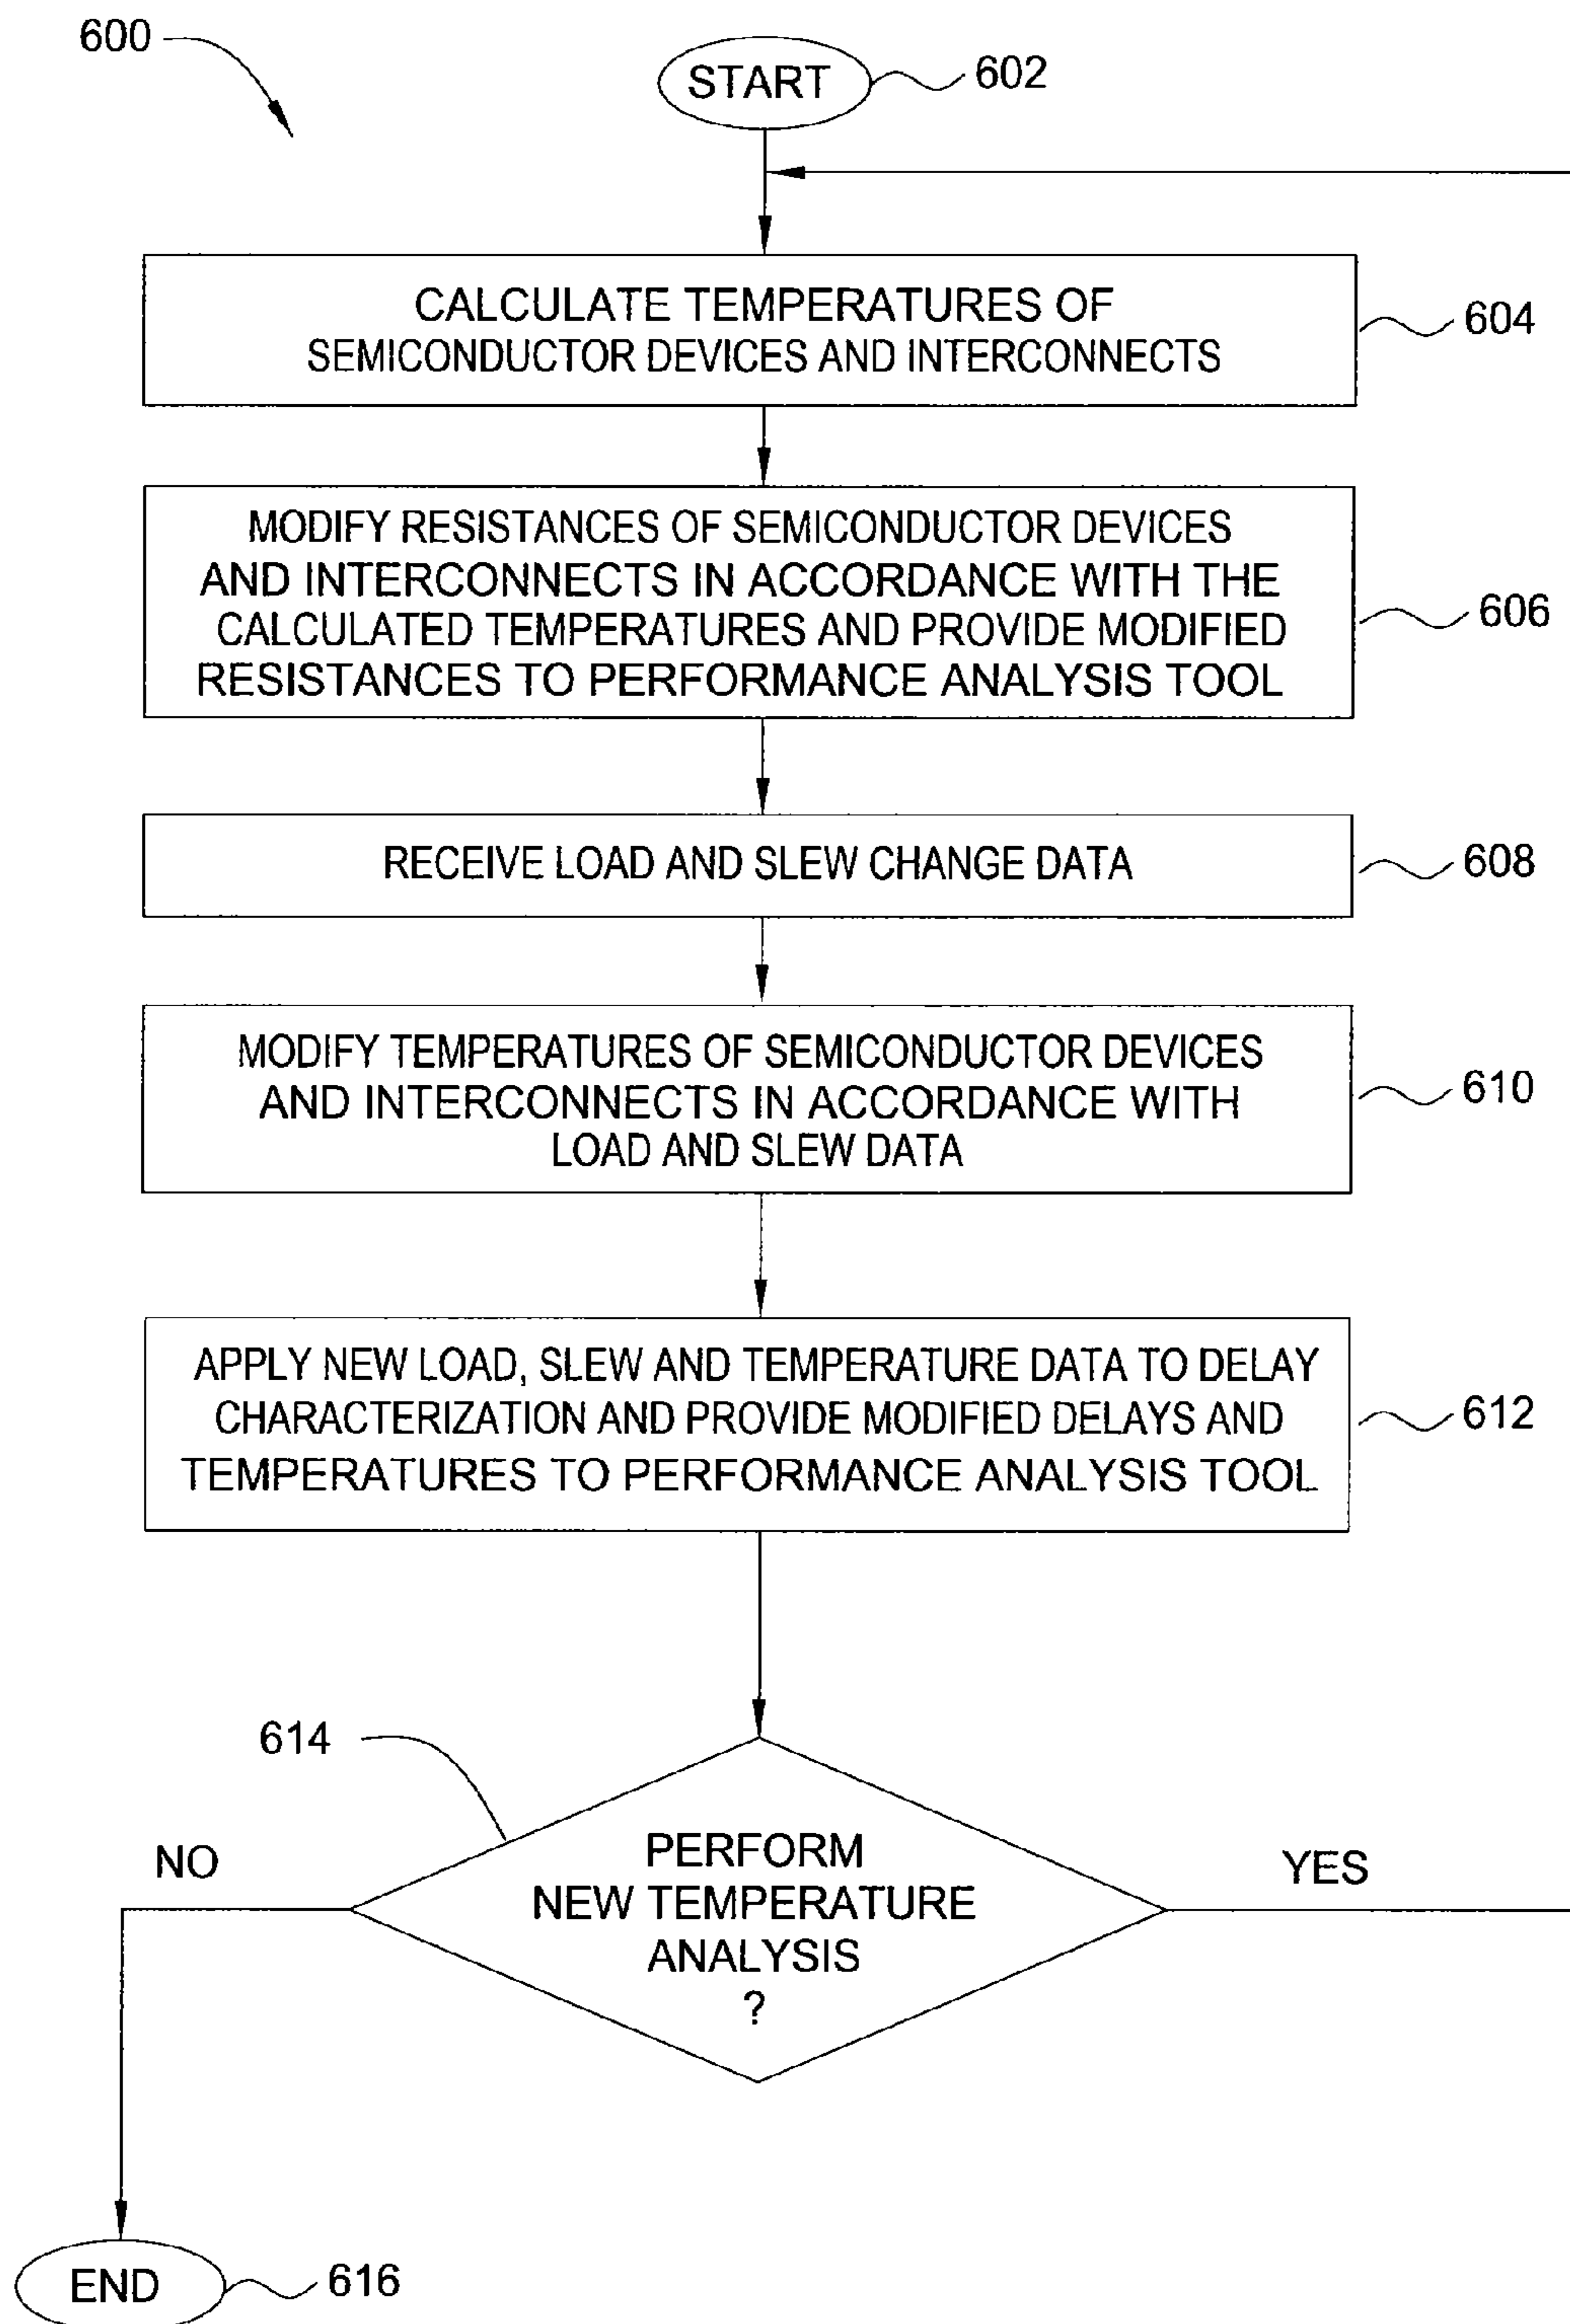 600
START
602
CALCULATE TEMPERATURES OF
SEMICONDUCTOR DEVICES AND INTERCONNECTS
604
MODIFY RESISTANCES OF SEMICONDUCTOR DEVICES
AND INTERCONNECTS IN ACCORDANCE WITH THE
CALCULATED TEMPERATURES AND PROVIDE MODIFIED
RESISTANCES TO PERFORMANCE ANALYSIS TOOL
606
RECEIVE LOAD AND SLEW CHANGE DATA
608
MODIFY TEMPERATURES OF SEMICONDUCTOR DEVICES
AND INTERCONNECTS IN ACCORDANCE WITH
LOAD AND SLEW DATA
610
APPLY NEW LOAD, SLEW AND TEMPERATURE DATA TO DELAY
CHARACTERIZATION AND PROVIDE MODIFIED DELAYS AND
TEMPERATURES TO PERFORMANCE ANALYSIS TOOL
612
614
PERFORM
NEW TEMPERATURE
ANALYSIS
?
NO
YES
END
616